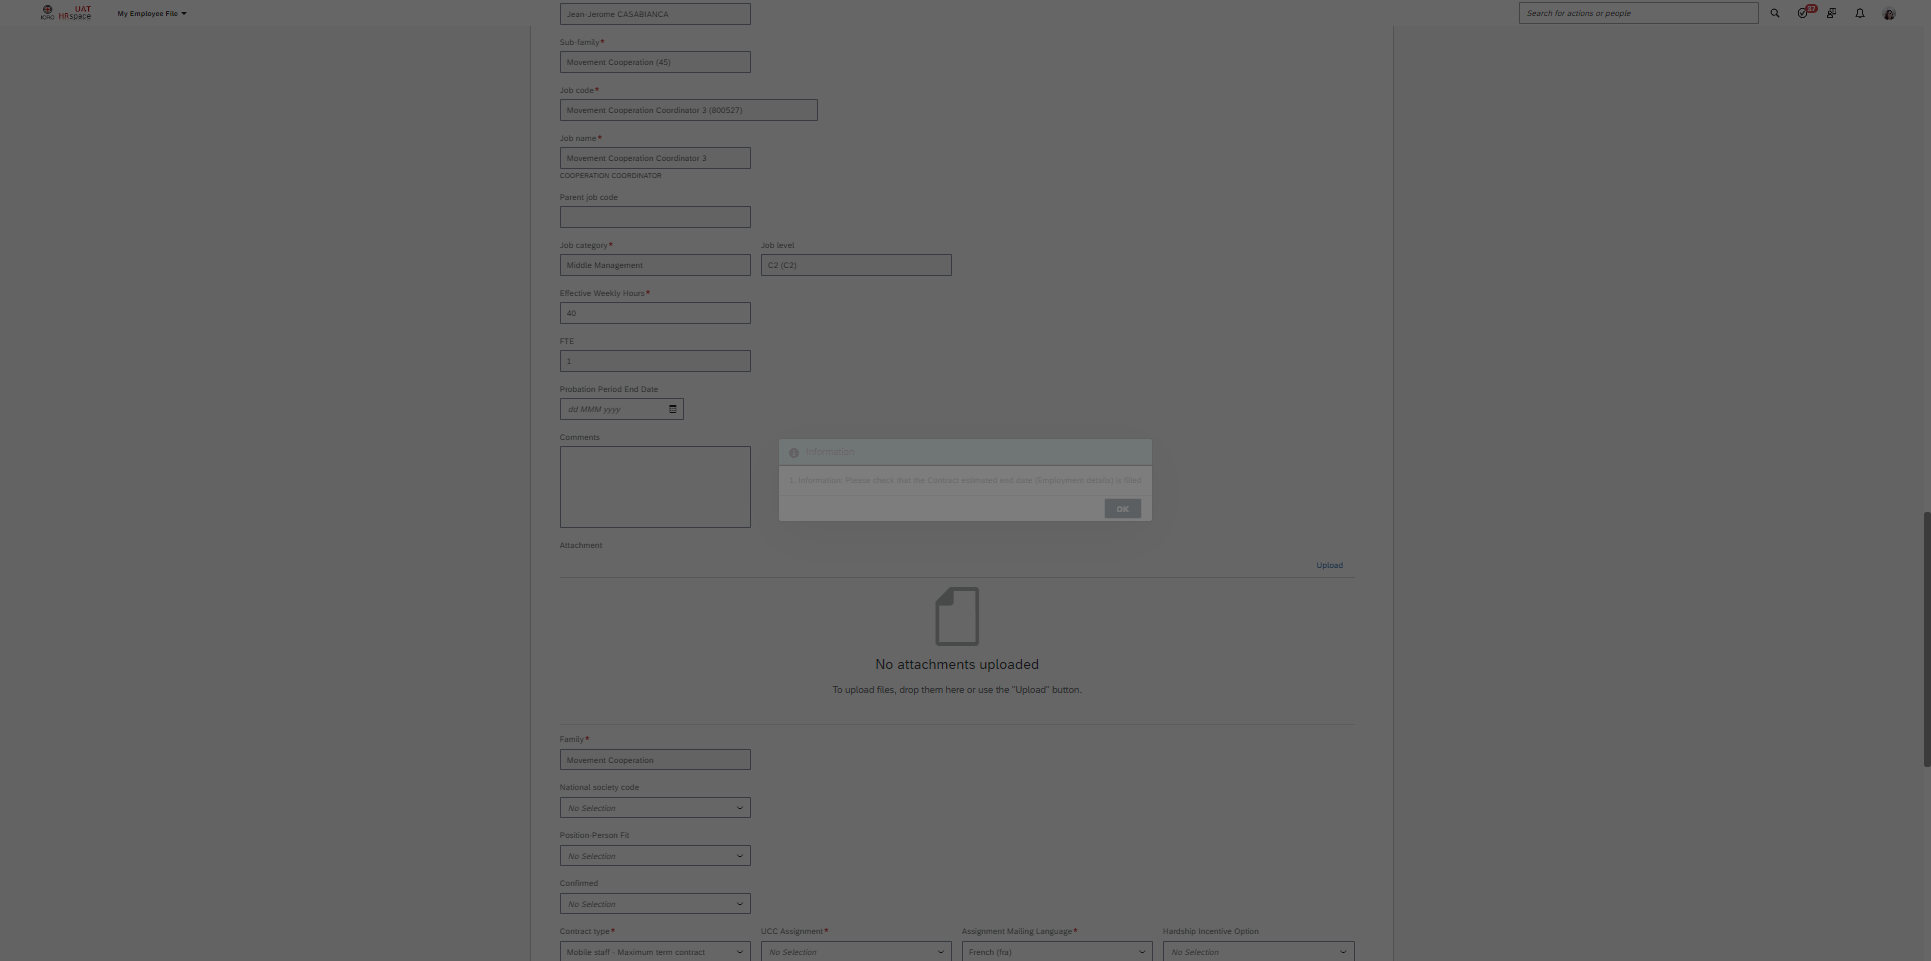 ICRC
UAT
HRspace
My Employee File
Search for actions or people
37
Jean-Jerome CASABIANCA
Sub-family*
Movement Cooperation (45)
Job code*
Movement Cooperation Coordinator 3 (800527)
Job name*
Movement Cooperation Coordinator 3
COOPERATION COORDINATOR
Parent job code
Job category*
Job level
Middle Management
C2 (C2)
Effective Weekly Hours*
40
FTE
1
Probation Period End Date
dd MMM yyyy
Comments
Information
1. Information: Please check that the Contract estimated end date (Employment details) is filled
OK
Attachment
Upload
No attachments uploaded
To upload files, drop them here or use the "Upload" button.
Family*
Movement Cooperation
National society code
No Selection
Position-Person Fit
No Selection
Confirmed
No Selection
Contract type*
UCC Assignment*
Assignment Mailing Language*
Hardship Incentive Option
Mobile staff - Maximum term contract
No Selection
French (fra)
No Selection